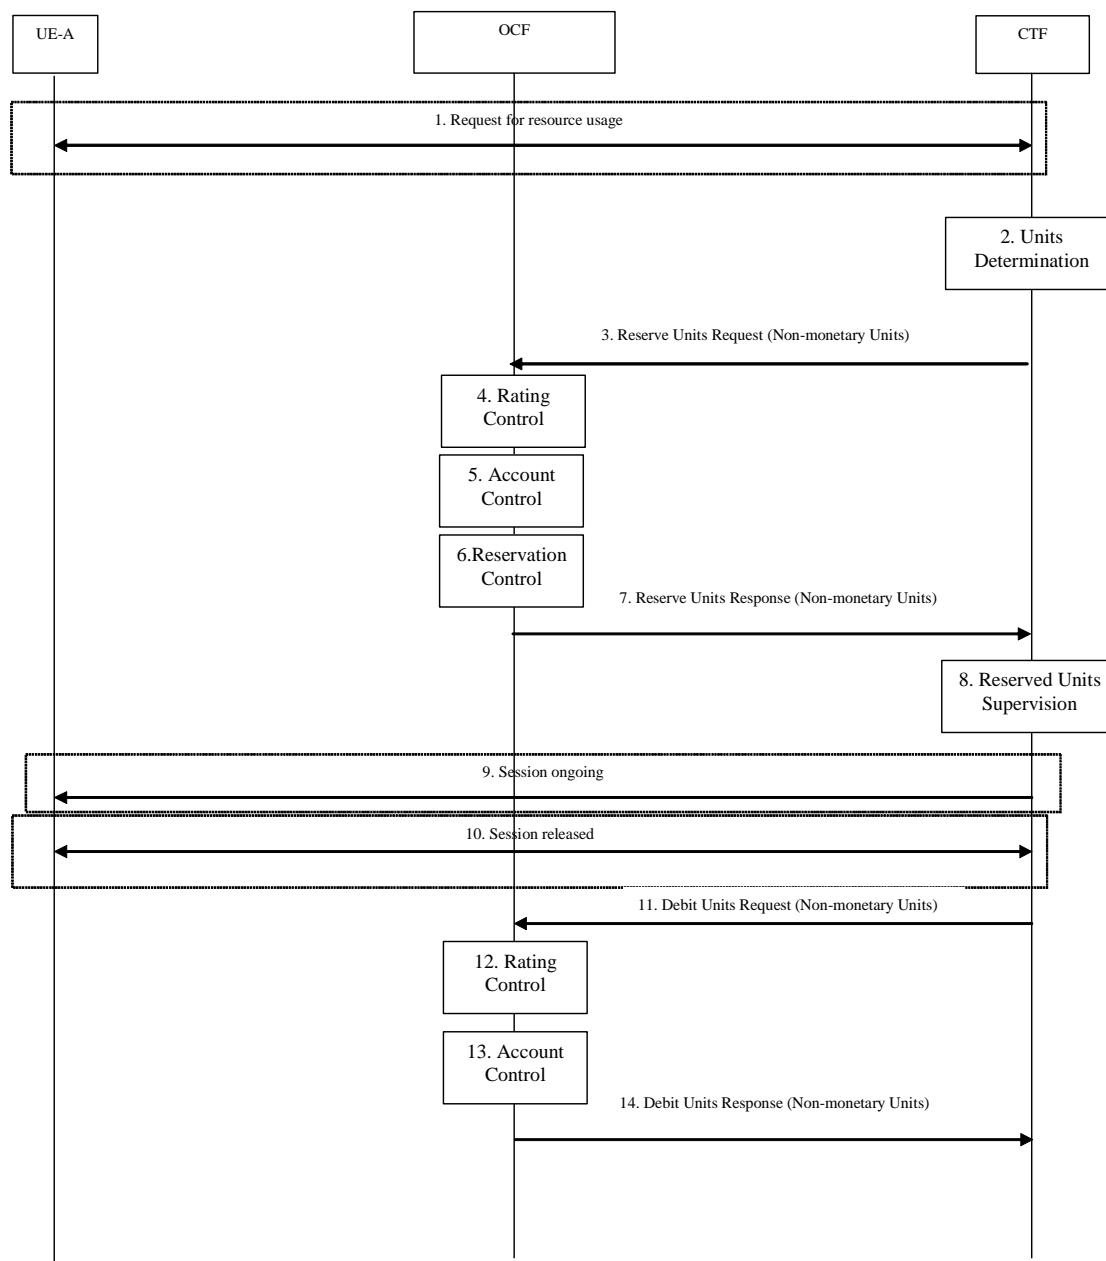 UE-A
OCF
CTF
1. Request for resource usage
2. Units
Determination
3. Reserve Units Request (Non-monetary Units)
4. Rating
Control
5. Account
Control
6.Reservation
Control
7. Reserve Units Response (Non-monetary Units)
8. Reserved Units
Supervision
9. Session ongoing
10. Session released
11. Debit Units Request (Non-monetary Units)
12. Rating
Control
13. Account
Control
14. Debit Units Response (Non-monetary Units)